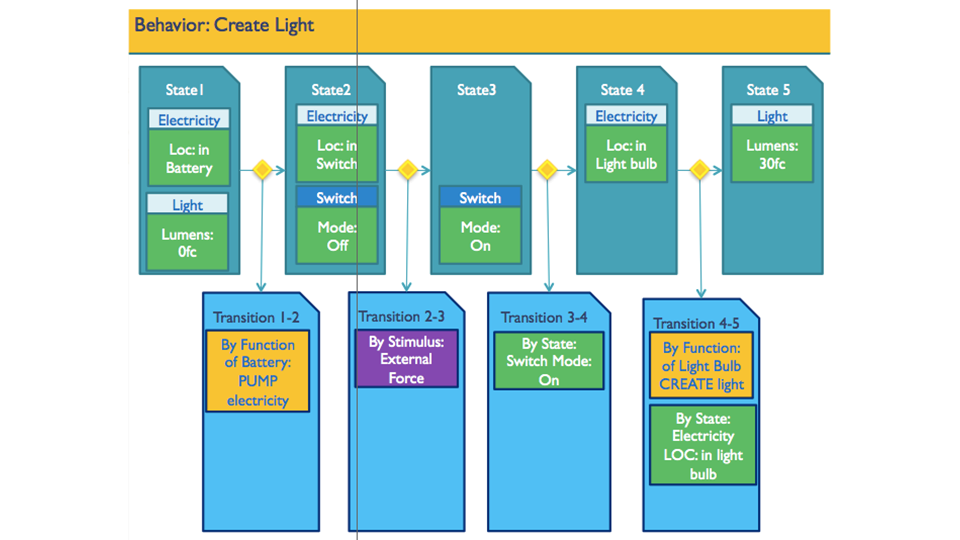 Behavior: Create Light
State1
Electricity
Loc: in
Battery
Light
Lumens:
0fc
State2
Electricity
Loc: in
Switch
Switch
Mode:
Off
State3
Switch
Mode:
On
State 4
Electricity
Loc: in
Light bulb
State 5
Light
Lumens:
30fc
Transition 1-2
By Function
of Battery:
PUMP
electricity
Transition 2-3
By Stimulus:
External
Force
Transition 3-4
By State:
Switch Mode:
On
Transition 4-5
By Function:
of Light Bulb
CREATE light
By State:
Electricity
LOC: in light
bulb